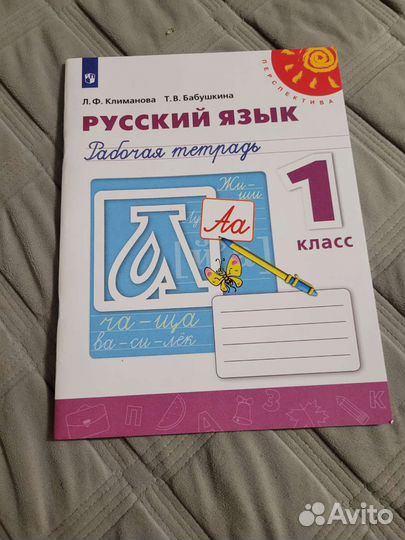 Л. Ф. Климанова Т. В. Бабушкина
ПЕРСПЕКТИВА
РУССКИЙ ЯЗЫК
Рабочая тетрадь
1
класс
Жи-
ши
Аа
ча-ща
ва-си-лёк
Avito